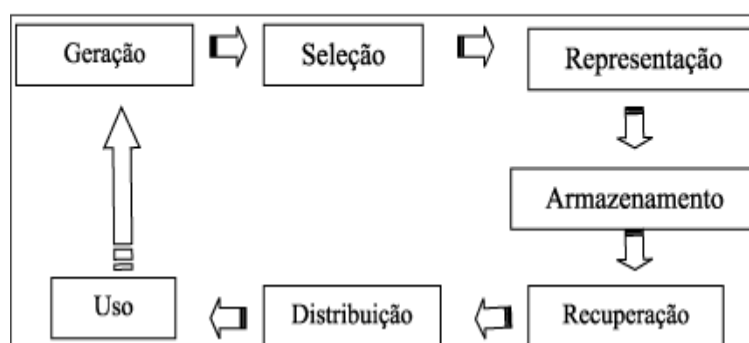 Geração
Seleção
Representação
Armazenamento
Recuperação
Distribuição
Uso